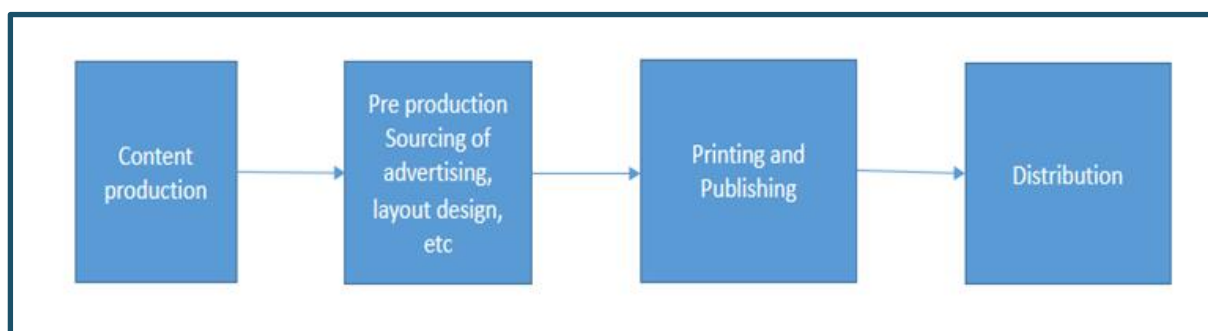 Content
production
Pre production
Sourcing of
advertising,
layout design,
etc
Printing and
Publishing
Distribution